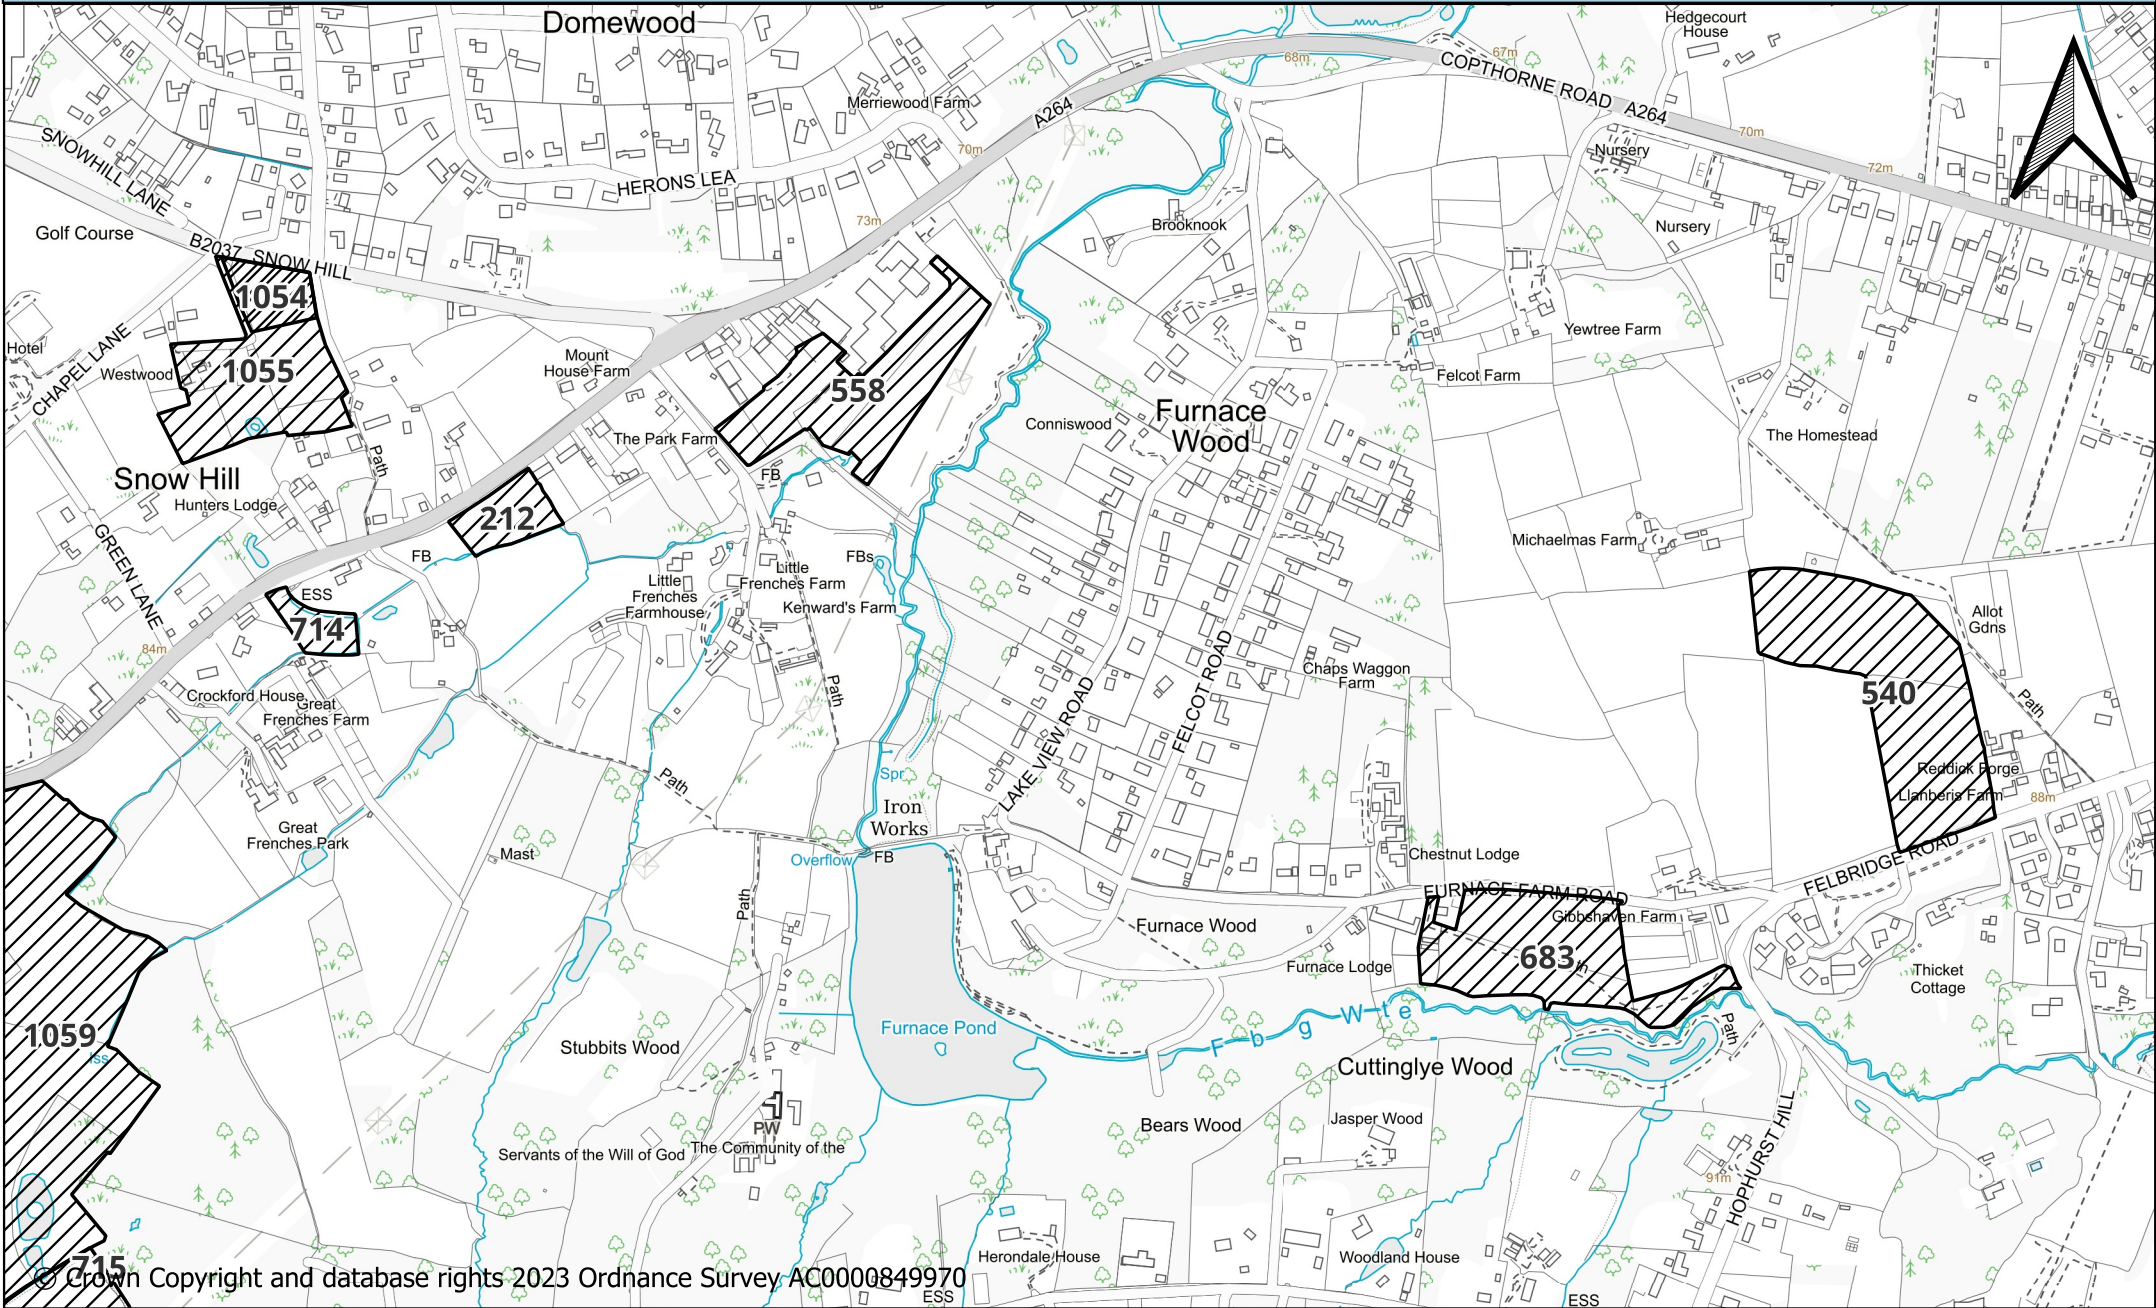 Domewood
Hedgecourt
House
67m
68m
COPTHORNE ROAD
A264
A264
Merriewood Farm
70m
70m
SNOWHILL LANE
Nursery
72m
HERONS LEA
73m
Golf Course
Brooknook
Nursery
B2037
SNOW HILL
1054
Hotel
CHAPEL LANE
Westwood
1055
Mount
House Farm
558
Yewtree Farm
Felcot Farm
Furnace
Wood
Conniswood
The Park Farm
The Homestead
Path
FB
Snow Hill
Hunters Lodge
212
GREEN LANE
FB
FBs
Michaelmas Farm
Little
Frenches Farm
Little
Frenches
Farmhouse
Kenward's Farm
ESS
714
84m
Allot
Gdns
Chaps Waggon
Farm
FELCOT ROAD
LAKE VIEW ROAD
Path
540
Path
Crockford House
Great
Frenches Farm
Reddick Forge
Llanberis Farm
88m
Spr
Path
Iron
Works
Great
Frenches Park
Mast
Overflow
FB
Chestnut Lodge
FELBRIDGE ROAD
FURNACE FARM ROAD
Gibbshaven Farm
Path
Furnace Wood
683
Furnace Lodge
Thicket
Cottage
1059
Iss
Furnace Pond
Stubbits Wood
F b g W t e
Path
Cuttinglye Wood
Bears Wood
Jasper Wood
PW
Servants of the Will of God
The Community of the
HOPHURST HILL
91m
715
Herondale House
Woodland House
© Crown Copyright and database rights 2023 Ordnance Survey AC0000849970
ESS
ESS